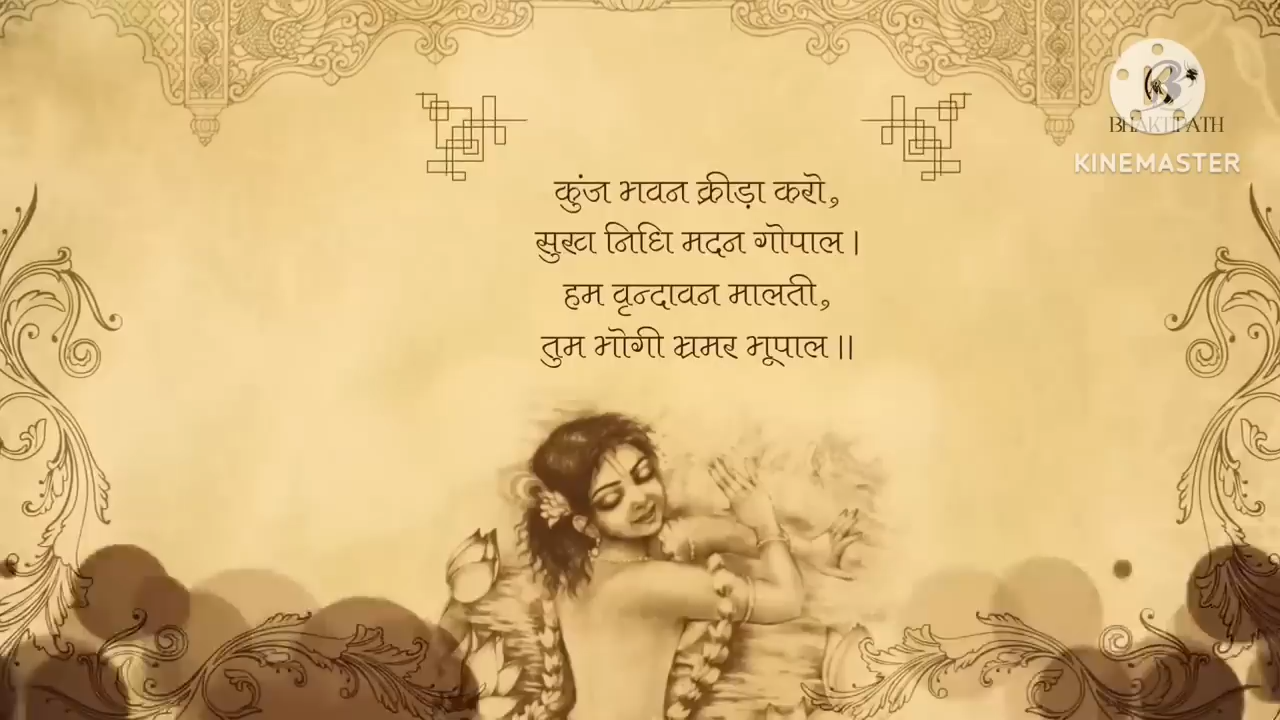 कुंज भवन क्रीड़ा करो,
सुख निधि मदन गोपाल।
हम वृन्दावन मालती,
तुम भोगी भ्रमर भूपाल॥
BHAKTIPATH
KINEMASTER